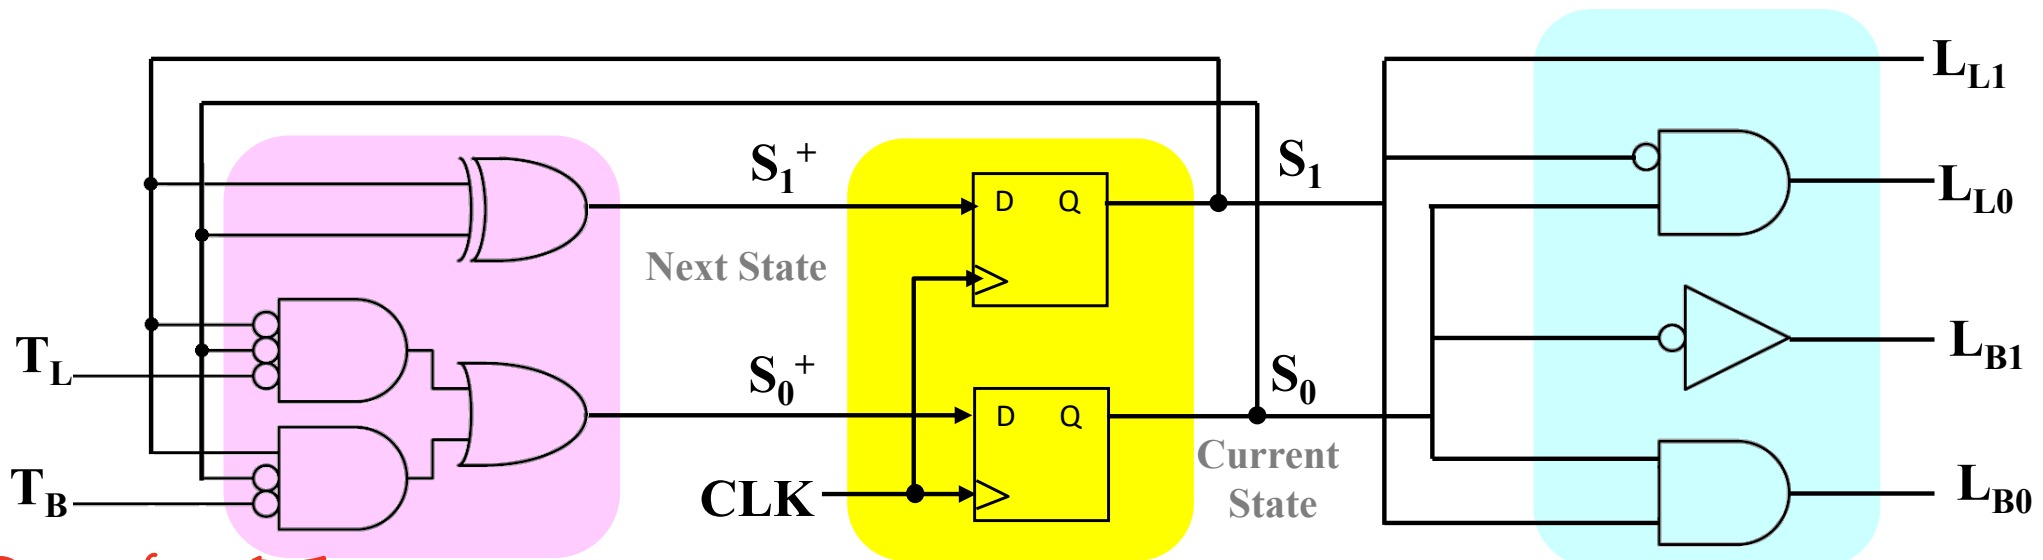 L_L1
S_1^+
S_1
D Q
L_L0
Next State
T_L
S_0^+
S_0
L_B1
D Q
Current
State
T_B
CLK
L_B0